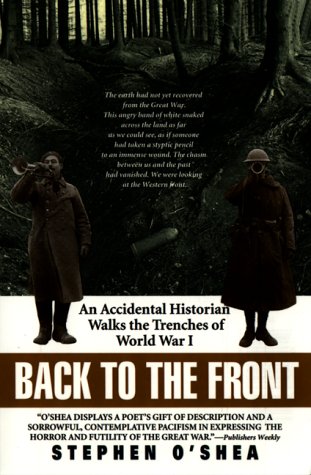 The earth had not yet recovered
from the Great War.
This angry band of white snaked
across the land as far
as we could see, as if someone
had taken a styptic pencil
to an immense wound. The chasm
between us and the past
had vanished. We were looking
at the Western Front.
An Accidental Historian
Walks the Trenches of
World War I
BACK TO THE FRONT
"O'SHEA DISPLAYS A POET'S GIFT OF DESCRIPTION AND A
SORROWFUL, CONTEMPLATIVE PACIFISM IN EXPRESSING THE
HORROR AND FUTILITY OF THE GREAT WAR."—Publishers Weekly
STEPHEN O'SHEA